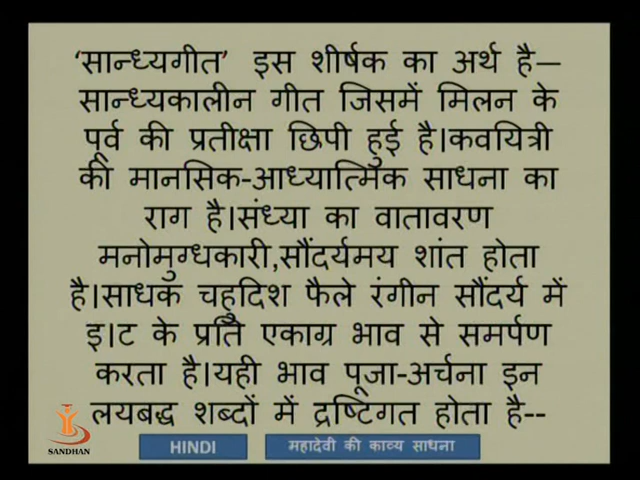 ‘सान्ध्यगीत’ इस शीर्षक का अर्थ है—
सान्ध्यकालीन गीत जिसमें मिलन के
पूर्व की प्रतीक्षा छिपी हुई है।कवयित्री
की मानसिक-आध्यात्मिक साधना का
राग है।संध्या का वातावरण
मनोमुग्धकारी,सौंदर्यमय शांत होता
है।साधक चहुदिश फैले रंगीन सौंदर्य में
इ।ट के प्रति एकाग्र भाव से समर्पण
करता है।यही भाव पूजा-अर्चना इन
लयबद्ध शब्दों में द्रष्टिगत होता है--
SANDHAN
HINDI
महादेवी की काव्य साधना